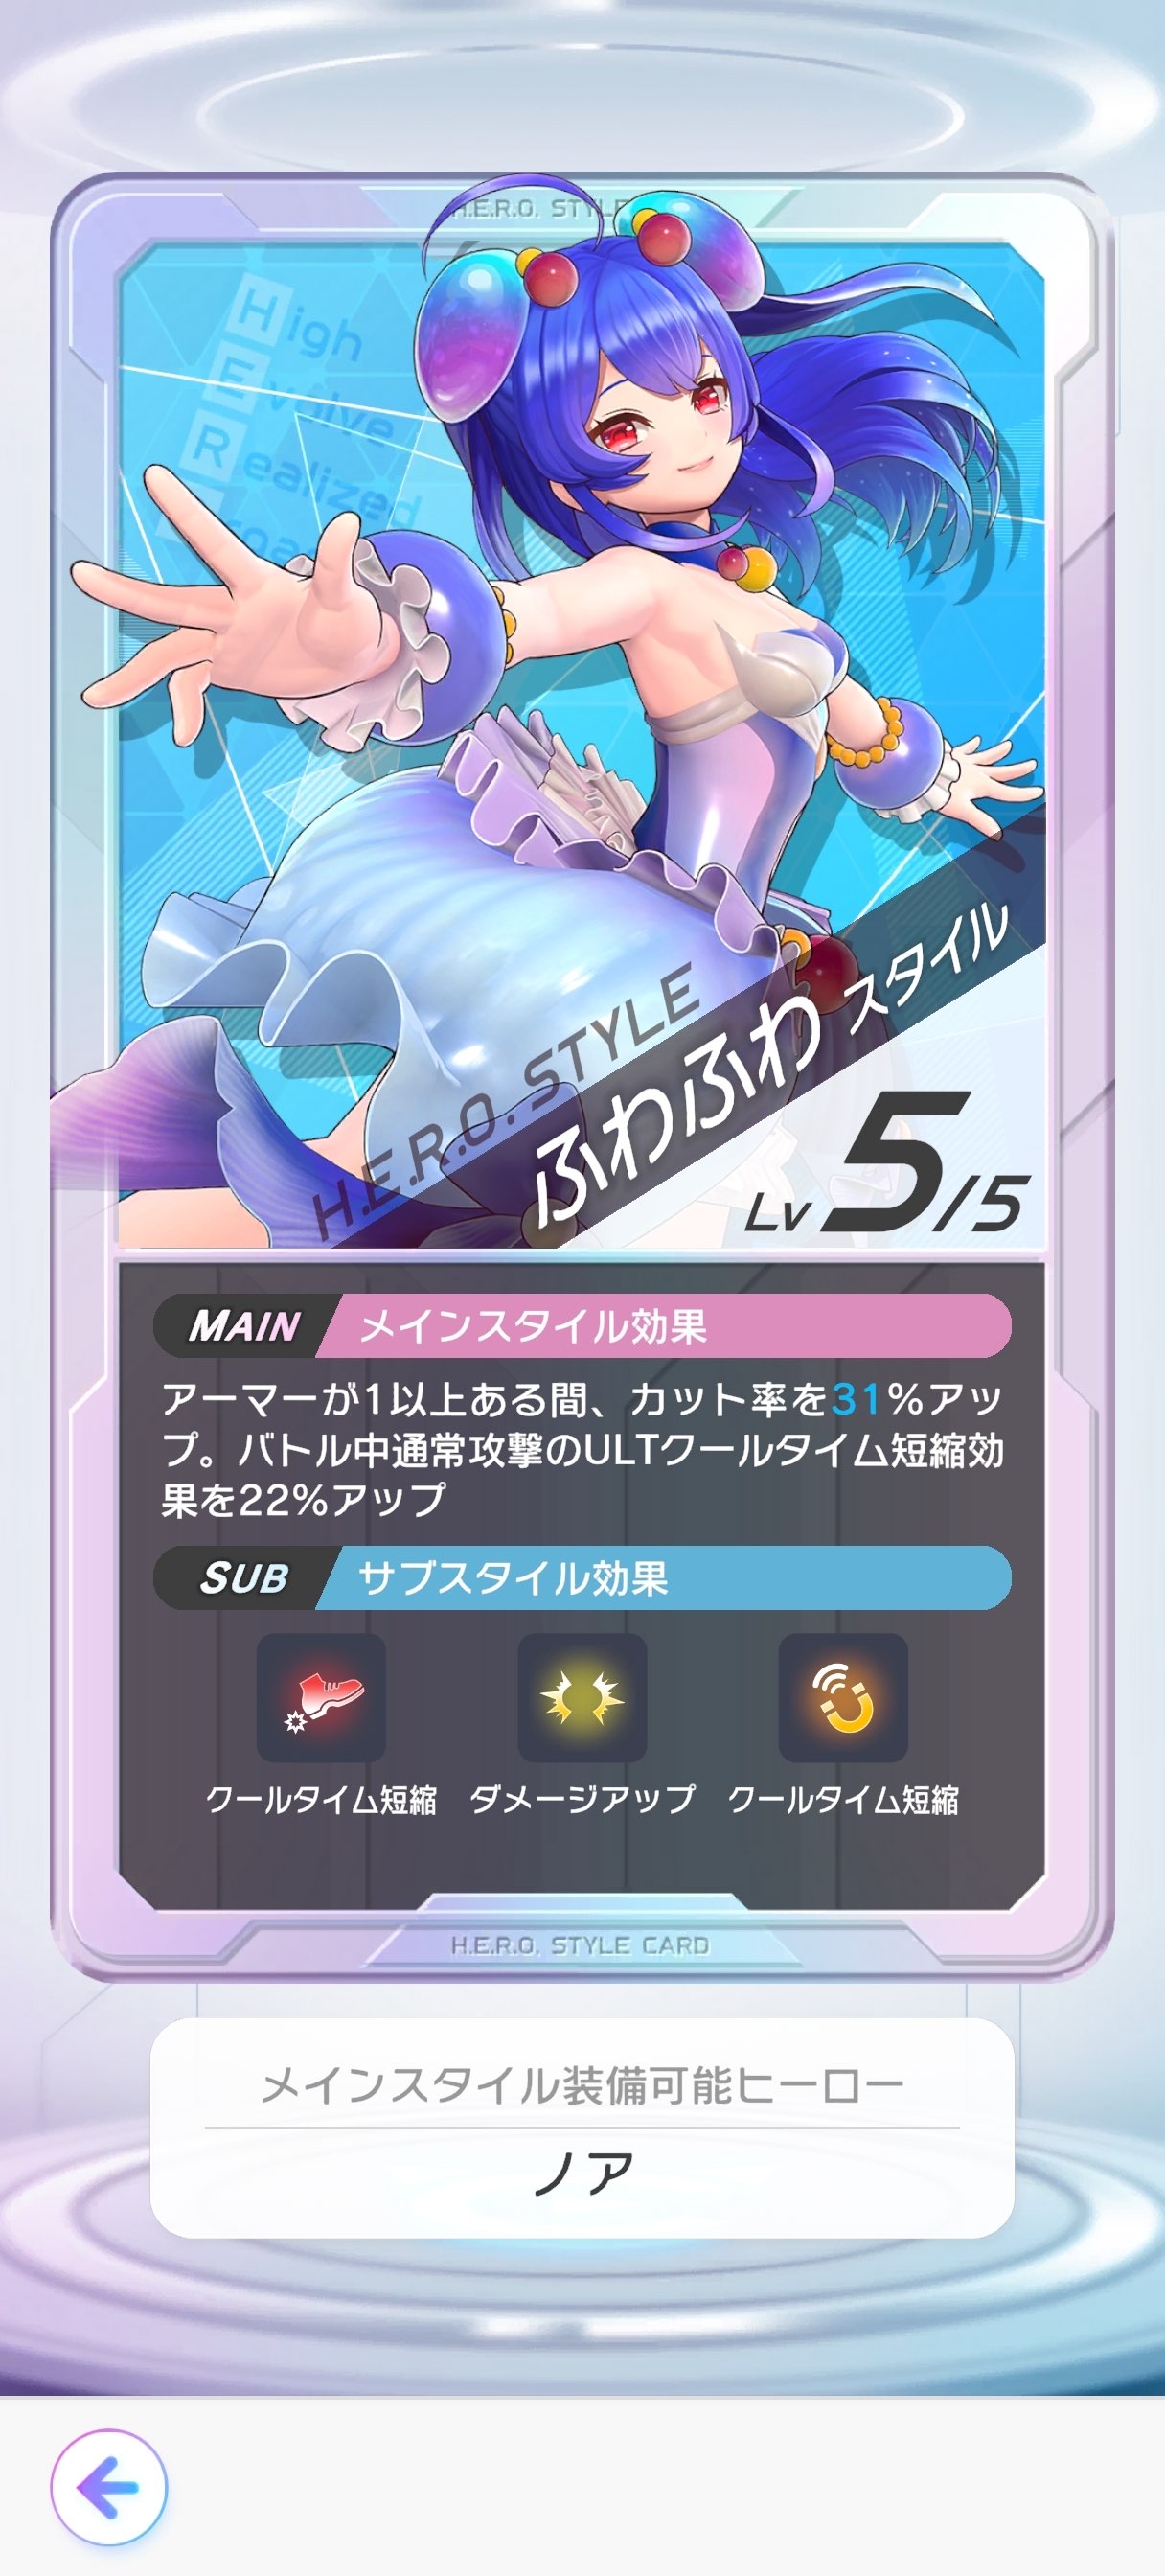 H.E.R.O. STYLE
High
Evolve
Realized
H.E.R.O. STYLE
ふわふわ スタイル
Lv 5/5
MAIN メインスタイル効果
アーマーが1以上ある間、カット率を31%アッ
プ。バトル中通常攻撃のULTクールタイム短縮効
果を22%アップ
SUB サブスタイル効果
クールタイム短縮 ダメージアップ クールタイム短縮
H.E.R.O. STYLE CARD
メインスタイル装備可能ヒーロー
ノア